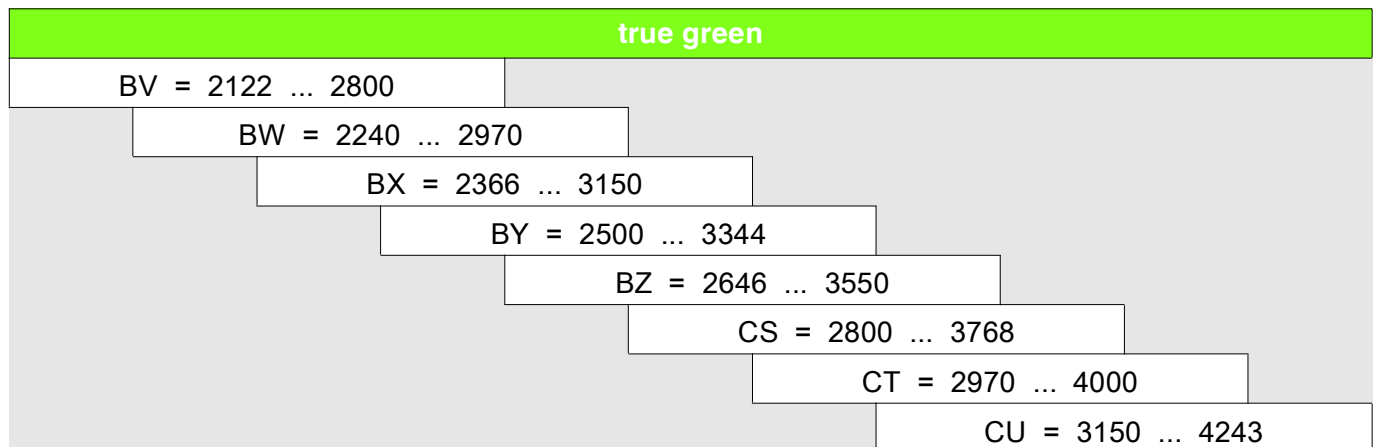 true green
BV = 2122 ... 2800
BW = 2240 ... 2970
BX = 2366 ... 3150
BY = 2500 ... 3344
BZ = 2646 ... 3550
CS = 2800 ... 3768
CT = 2970 ... 4000
CU = 3150 ... 4243